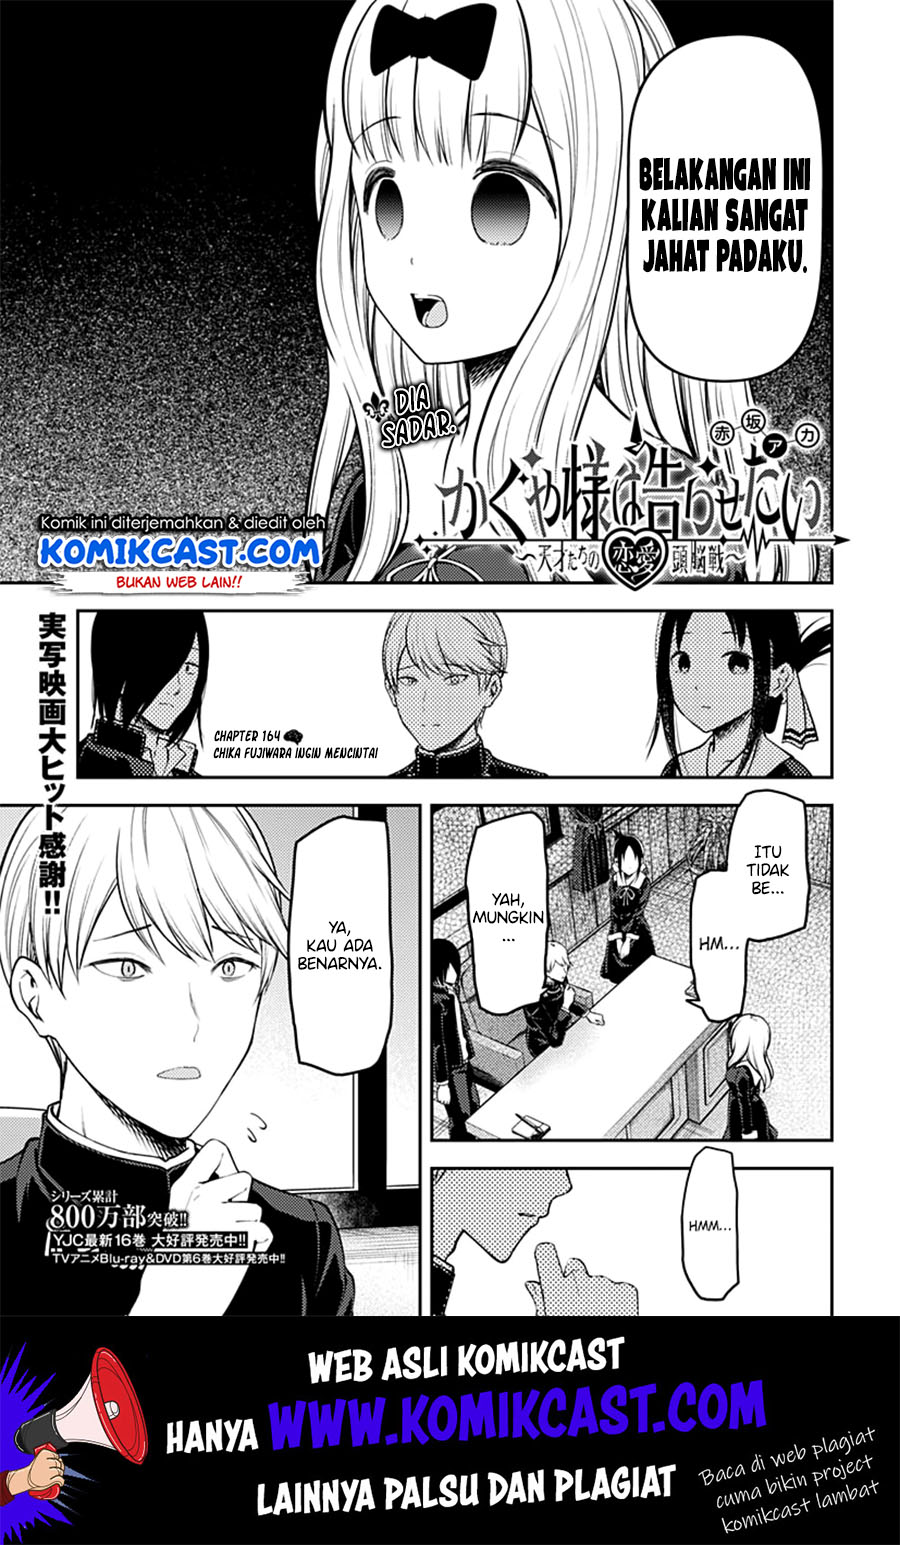 BELAKANGAN INI
KALIAN SANGAT
JAHAT PADAKU.
DIA
SADAR.
赤坂アカ
かぐや様は告らせたい
～天才たちの恋愛頭脳戦～
Komik ini diterjemahkan & diedit oleh
KOMIKCAST.COM
BUKAN WEB LAIN!!
実写映画大ヒット感謝!!
CHAPTER 164
CHIKA FUJIWARA INGIN MENCINTAI
ITU
TIDAK
BE...
HM...
YAH,
MUNGKIN
...
YA,
KAU ADA
BENARNYA.
HMM...
シリーズ累計
800万部突破!!
YJC最新16巻 大好評発売中!!
TVアニメBlu-ray&DVD第6巻大好評発売中!!
WEB ASLI KOMIKCAST
HANYA WWW.KOMIKCAST.COM
LAINNYA PALSU DAN PLAGIAT
Baca di web plagiat
cuma bikin project
komikcast lambat